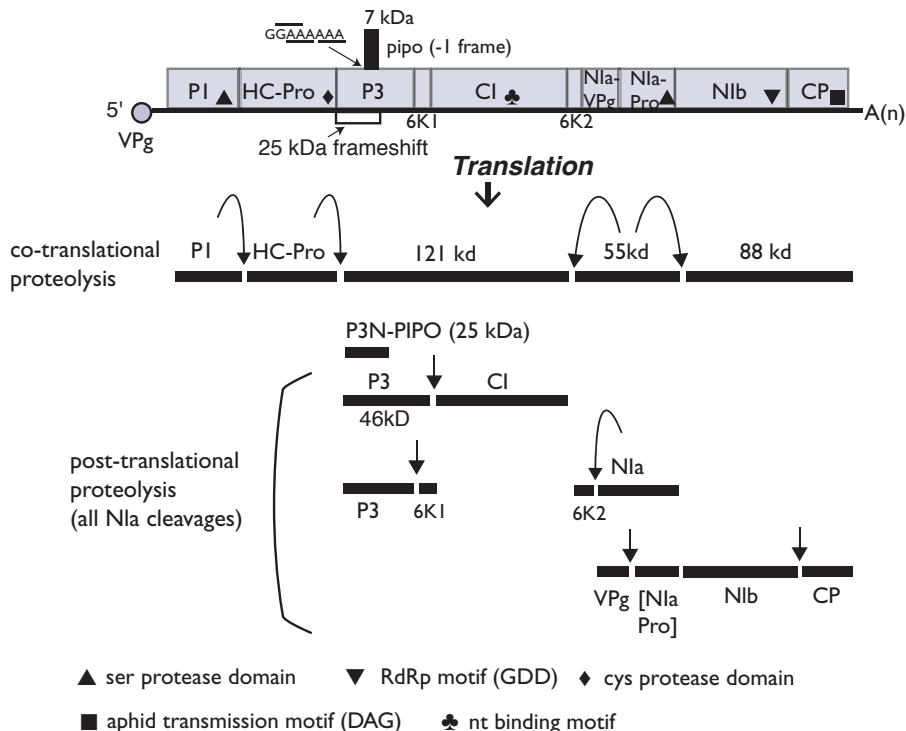 7 kDa
GGAAAAAAA
pipo (-1 frame)
P1
HC-Pro
P3
CI
NIa-
VPg
NIa-
Pro
NIb
CP
5'
A(n)
VPg
6K1
6K2
25 kDa frameshift
Translation
co-translational
proteolysis
P1
HC-Pro
121 kd
55kd
88 kd
P3N-PIPO (25 kDa)
P3
CI
46kD
post-translational
proteolysis
(all NIa cleavages)
NIa
P3
6K1
6K2
VPg
[NIa
Pro]
NIb
CP
▲ ser protease domain
▼ RdRp motif (GDD)
♦ cys protease domain
■ aphid transmission motif (DAG)
♣ nt binding motif